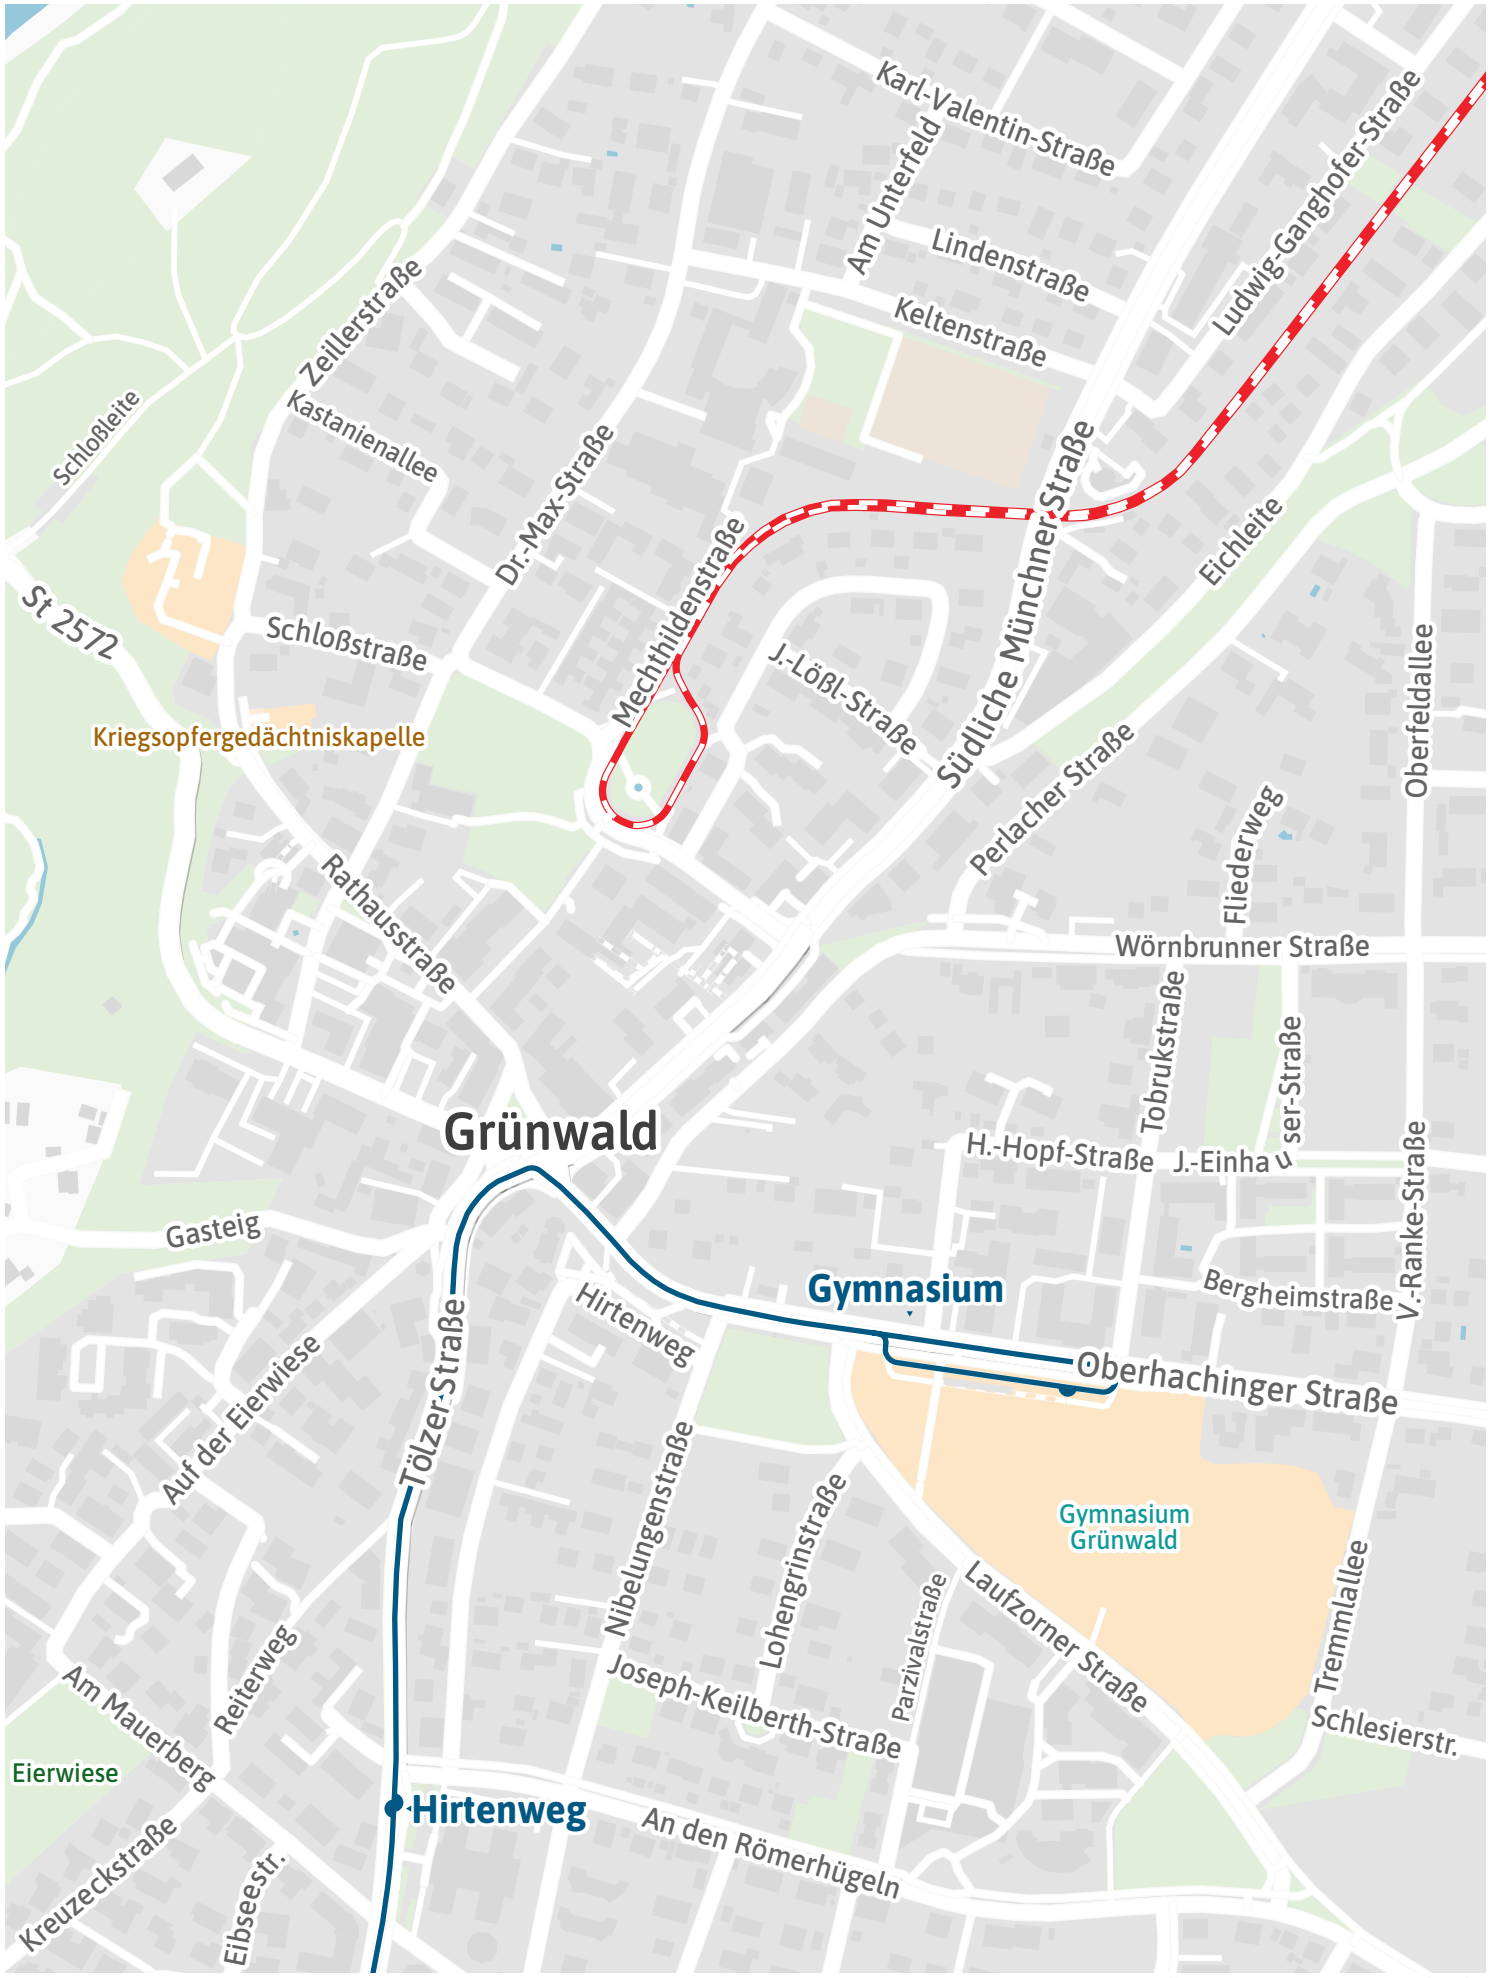 Karl-Valentin-Straße
Am Unterfeld
Ludwig-Ganghofer-Straße
Lindenstraße
Keltenstraße
Zeillerstraße
Kastanienallee
Schloßleite
Dr.-Max-Straße
Südliche Münchner Straße
Eichleite
Mechthildenstraße
St 2572
Schloßstraße
J.-Lößl-Straße
Oberfeldallee
Kriegsopfergedächtniskapelle
Perlacher Straße
Fliederweg
Rathausstraße
Wörnbrunner Straße
Tobrukstraße
Grünwald
H.-Hopf-Straße
J.-Einhauser-Straße
V.-Ranke-Straße
Gasteig
Gymnasium
Bergheimstraße
Hirtenweg
Tölzer-Straße
Oberhachinger Straße
Auf der Eierwiese
Nibelungenstraße
Lohengrinstraße
Gymnasium
Grünwald
Parzivalstraße
Laufzorner Straße
Tremmlallee
Reiterweg
Joseph-Keilberth-Straße
Am Mauerberg
Schlesierstr.
Eierwiese
Hirtenweg
An den Römerhügeln
Kreuzeckstraße
Eibseestr.